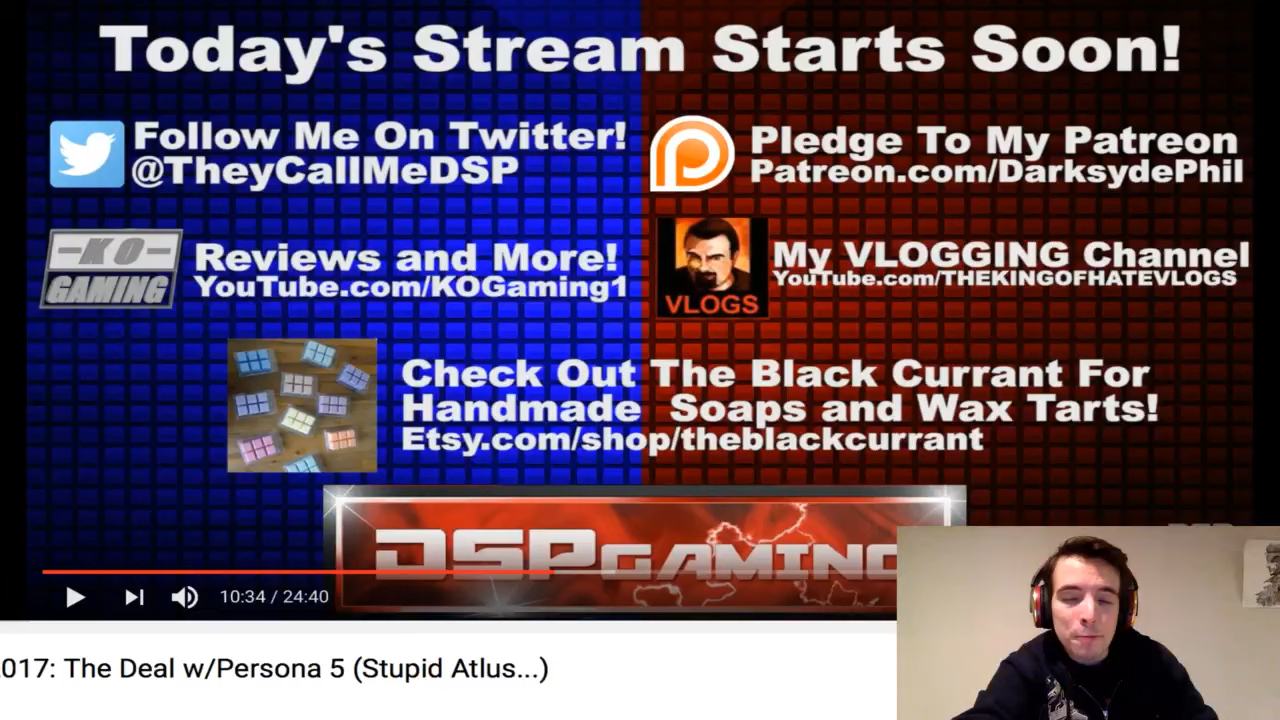 Today's Stream Starts Soon!
Follow Me On Twitter!
@TheyCallMeDSP
Pledge To My Patreon
Patreon.com/DarksydePhil
-KO-
GAMING
Reviews and More!
YouTube.com/KOGaming1
VLOGS
My VLOGGING Channel
YouTube.com/THEKINGOFHATEVLOGS
Check Out The Black Currant For
Handmade Soaps and Wax Tarts!
Etsy.com/shop/theblackcurrant
DSPGAMING
10:34 / 24:40
017: The Deal w/Persona 5 (Stupid Atlus...)